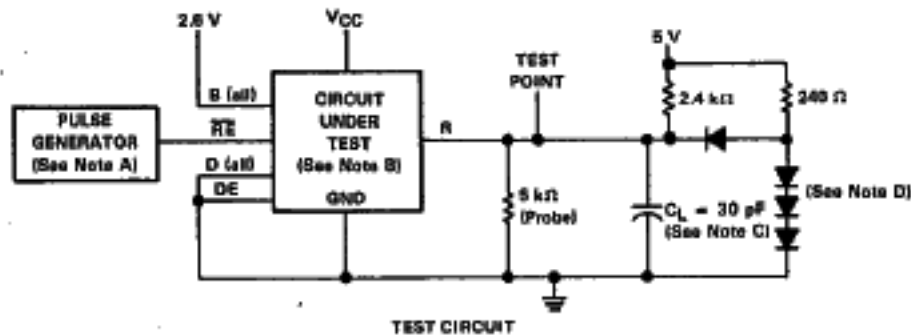 2.6 V
VCC
5 V
TEST
POINT
B (all)
CIRCUIT
UNDER
TEST
(See Note B)
GND
2.4 kΩ
240 Ω
PULSE
GENERATOR
(See Note A)
RE
R
D (all)
DE
5 kΩ
(Probe)
CL = 30 pF
(See Note C)
(See Note D)
TEST CIRCUIT